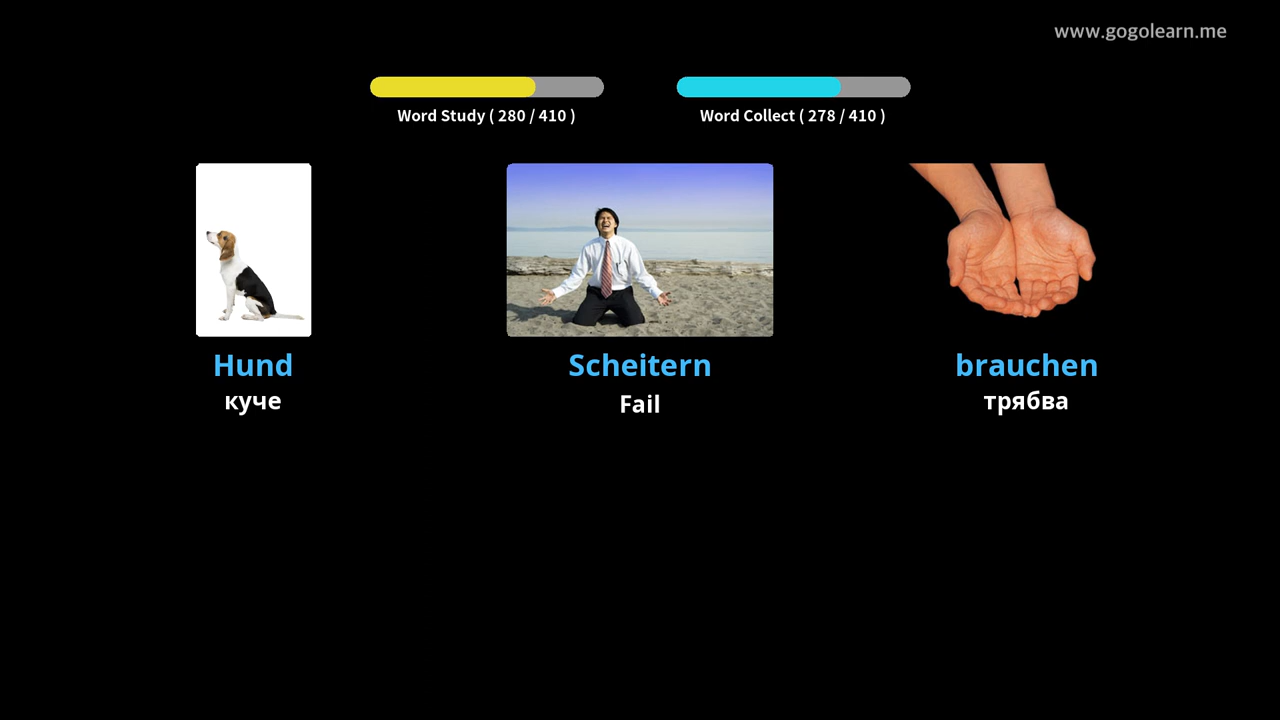 www.gogolearn.me
Word Study ( 280 / 410 )
Word Collect ( 278 / 410 )
Hund
куче
Scheitern
Fail
brauchen
трябва